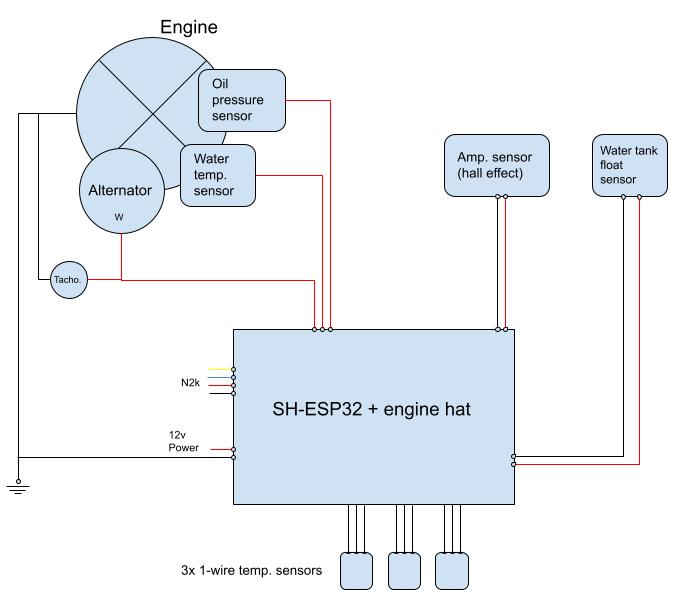 Engine
Oil
pressure
sensor
Water
temp.
sensor
Alternator
W
Tacho.
Amp. sensor
(hall effect)
Water tank
float
sensor
N2k
SH-ESP32 + engine hat
12v
Power
3x 1-wire temp. sensors